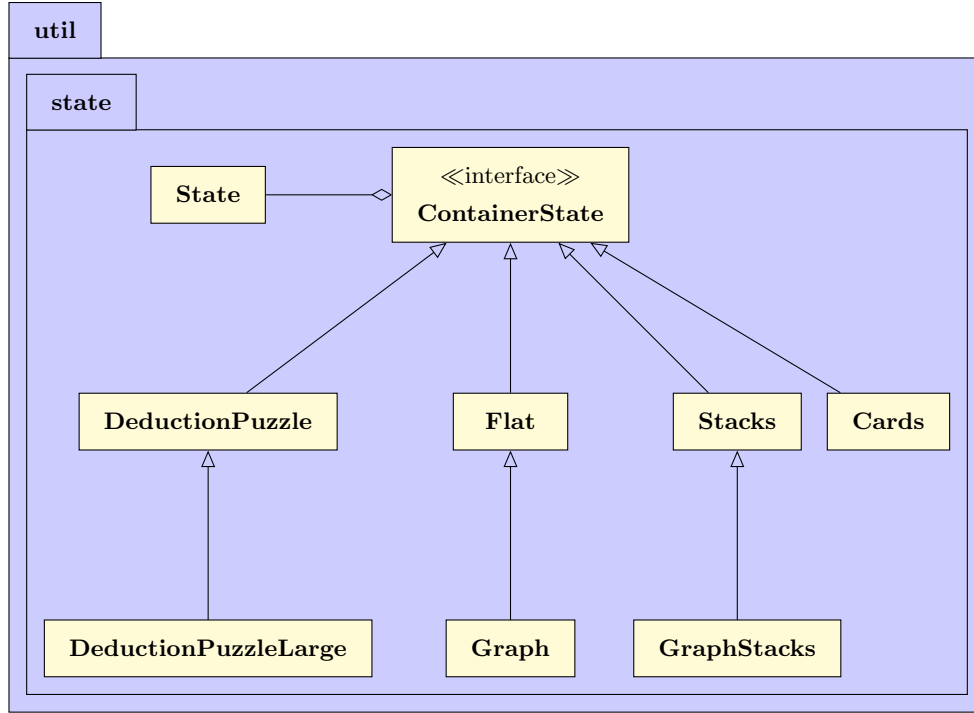 util
state
State
≪interface≫
ContainerState
DeductionPuzzle
Flat
Stacks
Cards
DeductionPuzzleLarge
Graph
GraphStacks